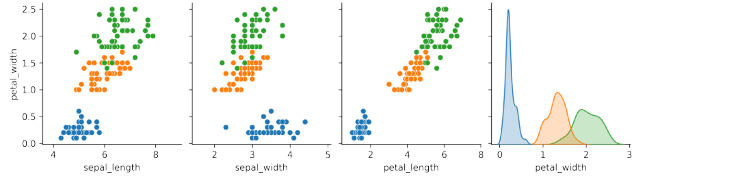 petal_width
2.5
2.0
1.5
1.0
0.5
0.0
4 6 8
sepal_length
2 3 4 5
sepal_width
2 4 6 8
petal_length
0 1 2 3
petal_width